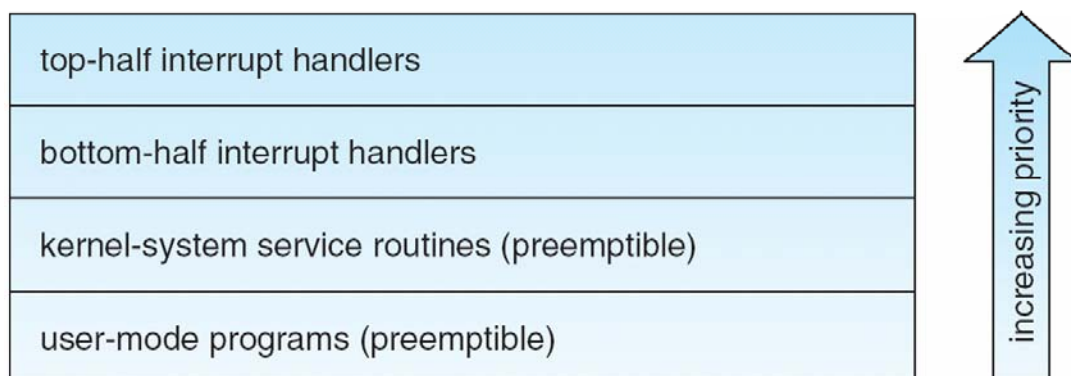 top-half interrupt handlers
bottom-half interrupt handlers
kernel-system service routines (preemptible)
user-mode programs (preemptible)
increasing priority